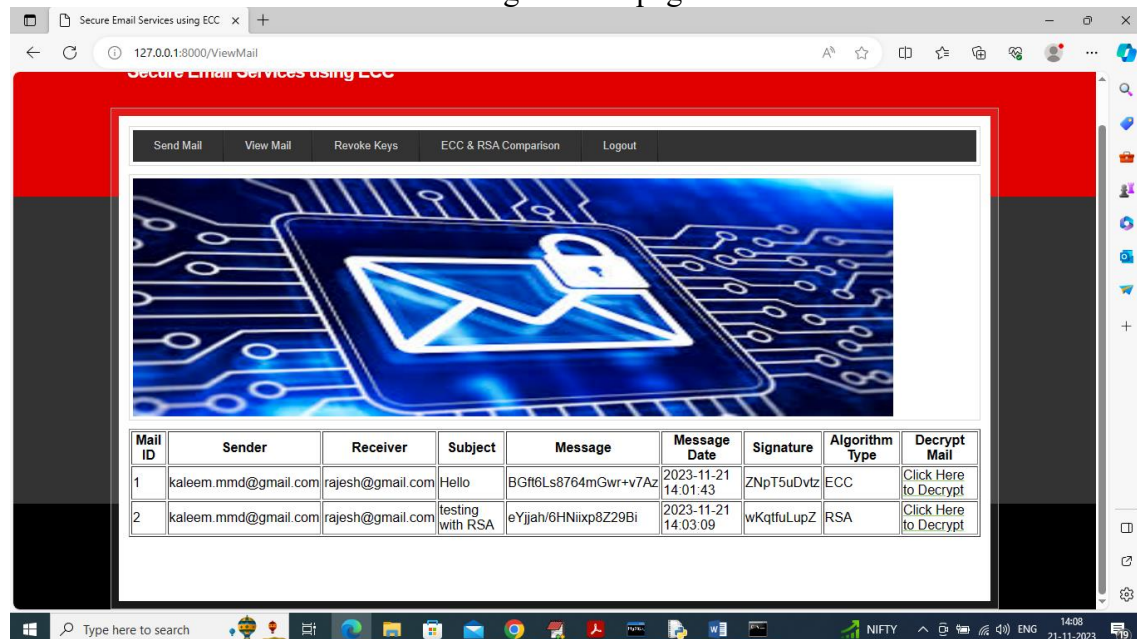 Secure Email Services using ECC
127.0.0.1:8000/ViewMail
Secure Email Services using ECC
Send Mail View Mail Revoke Keys ECC & RSA Comparison Logout
Mail ID Sender Receiver Subject Message Message Date Signature Algorithm Type Decrypt Mail
1 kaleem.mmd@gmail.com rajesh@gmail.com Hello BGft6Ls8764mGwr+v7Az 2023-11-21 14:01:43 ZNpT5uDvtz ECC Click Here to Decrypt
2 kaleem.mmd@gmail.com rajesh@gmail.com testing with RSA eYjjah/6HNiixp8Z29Bi 2023-11-21 14:03:09 wKqtfuLupZ RSA Click Here to Decrypt
Type here to search NIFTY ENG 14:08
21-11-2023